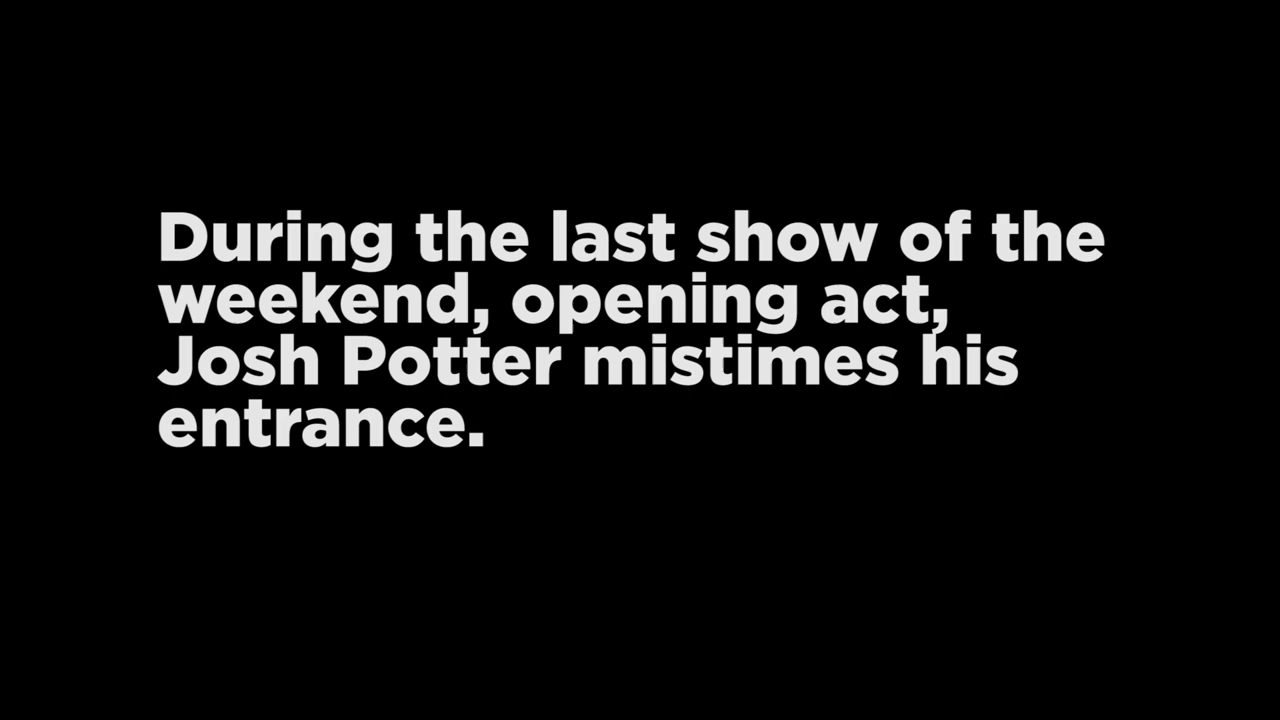 During the last show of the
weekend, opening act,
Josh Potter mistimes his
entrance.